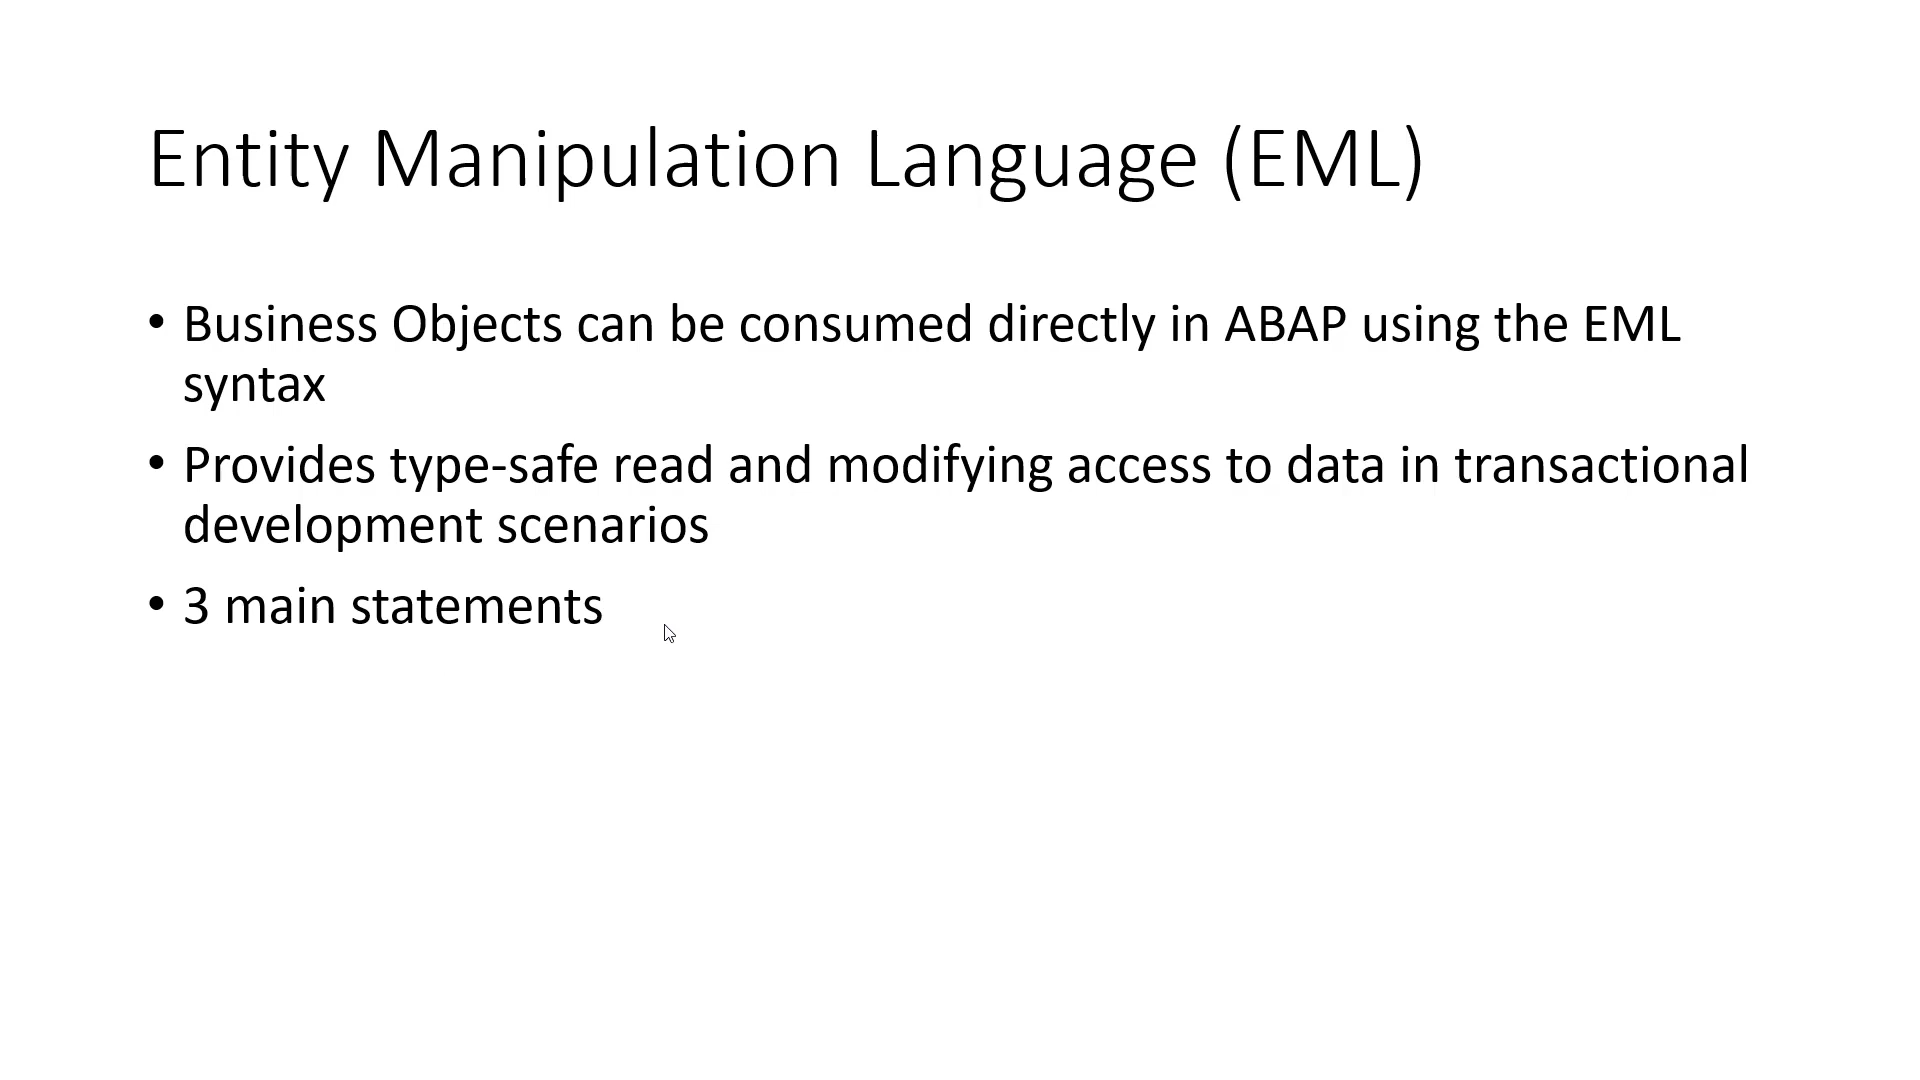 Entity Manipulation Language (EML)
• Business Objects can be consumed directly in ABAP using the EML
syntax
• Provides type-safe read and modifying access to data in transactional
development scenarios
• 3 main statements